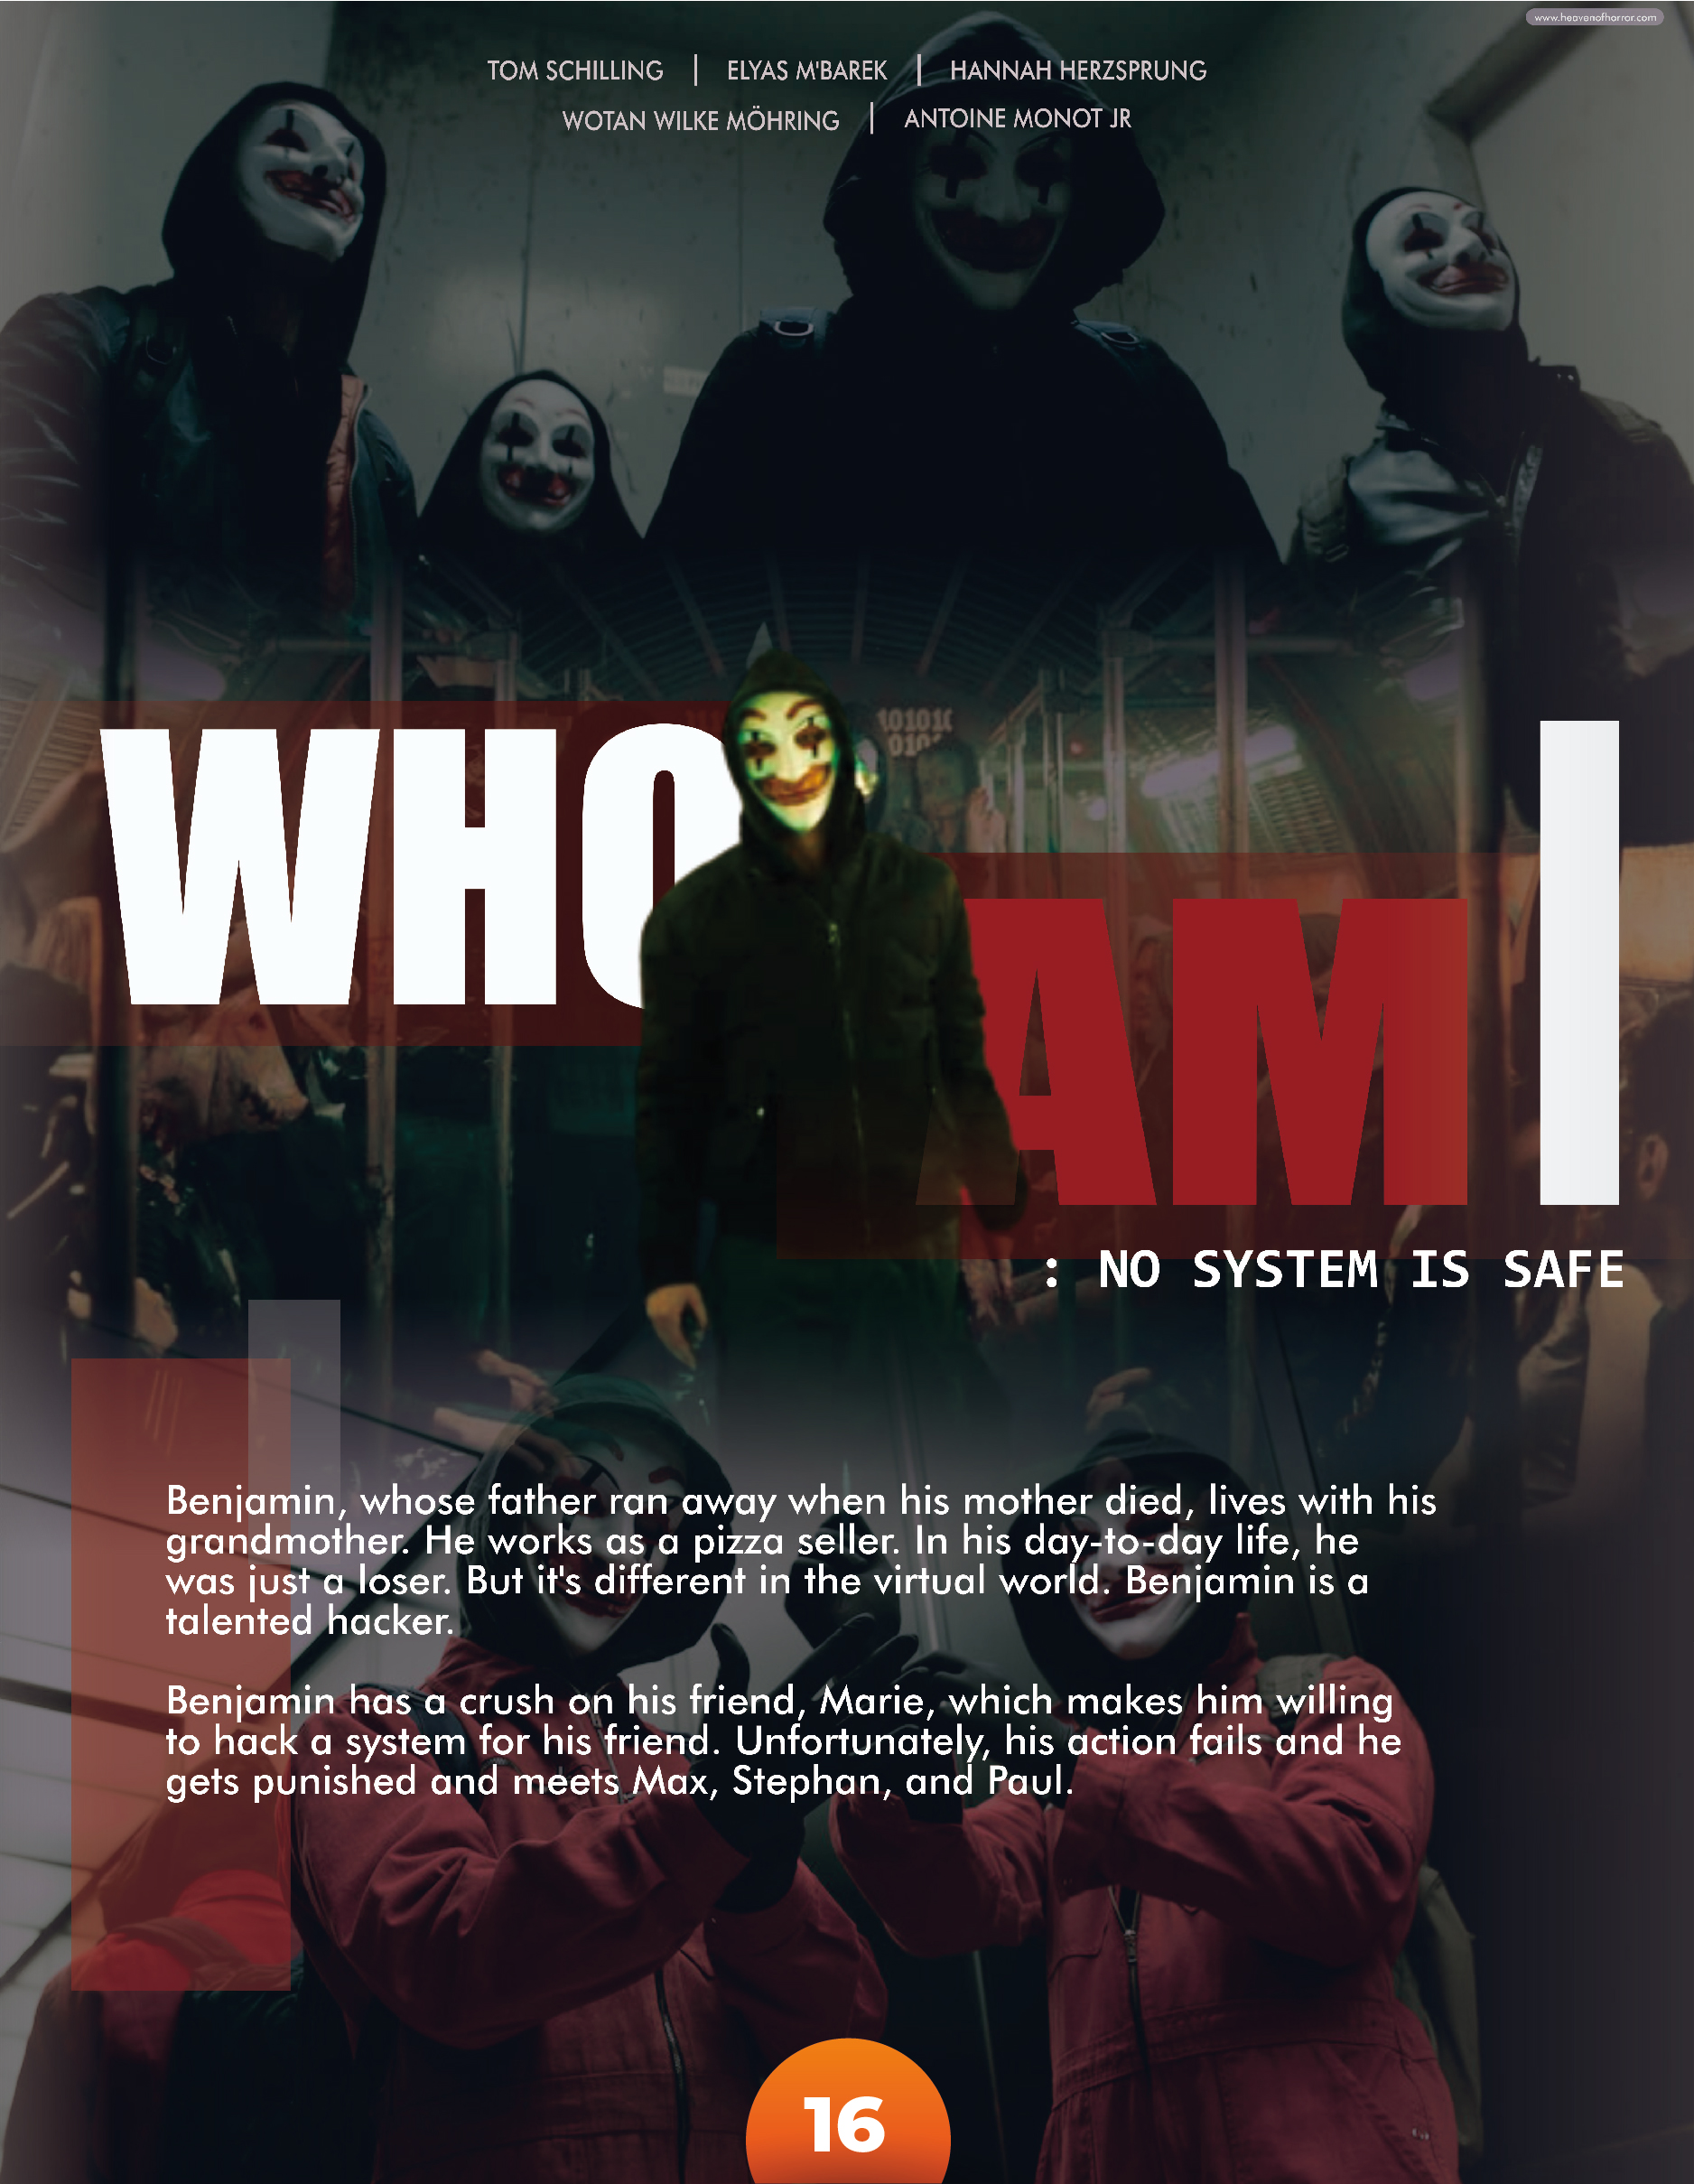 www.heavenofhorror.com
TOM SCHILLING | ELYAS M'BAREK | HANNAH HERZSPRUNG
WOTAN WILKE MÖHRING | ANTOINE MONOT JR
WHO
AM I
: NO SYSTEM IS SAFE
Benjamin, whose father ran away when his mother died, lives with his
grandmother. He works as a pizza seller. In his day-to-day life, he
was just a loser. But it's different in the virtual world. Benjamin is a
talented hacker.
Benjamin has a crush on his friend, Marie, which makes him willing
to hack a system for his friend. Unfortunately, his action fails and he
gets punished and meets Max, Stephan, and Paul.
16